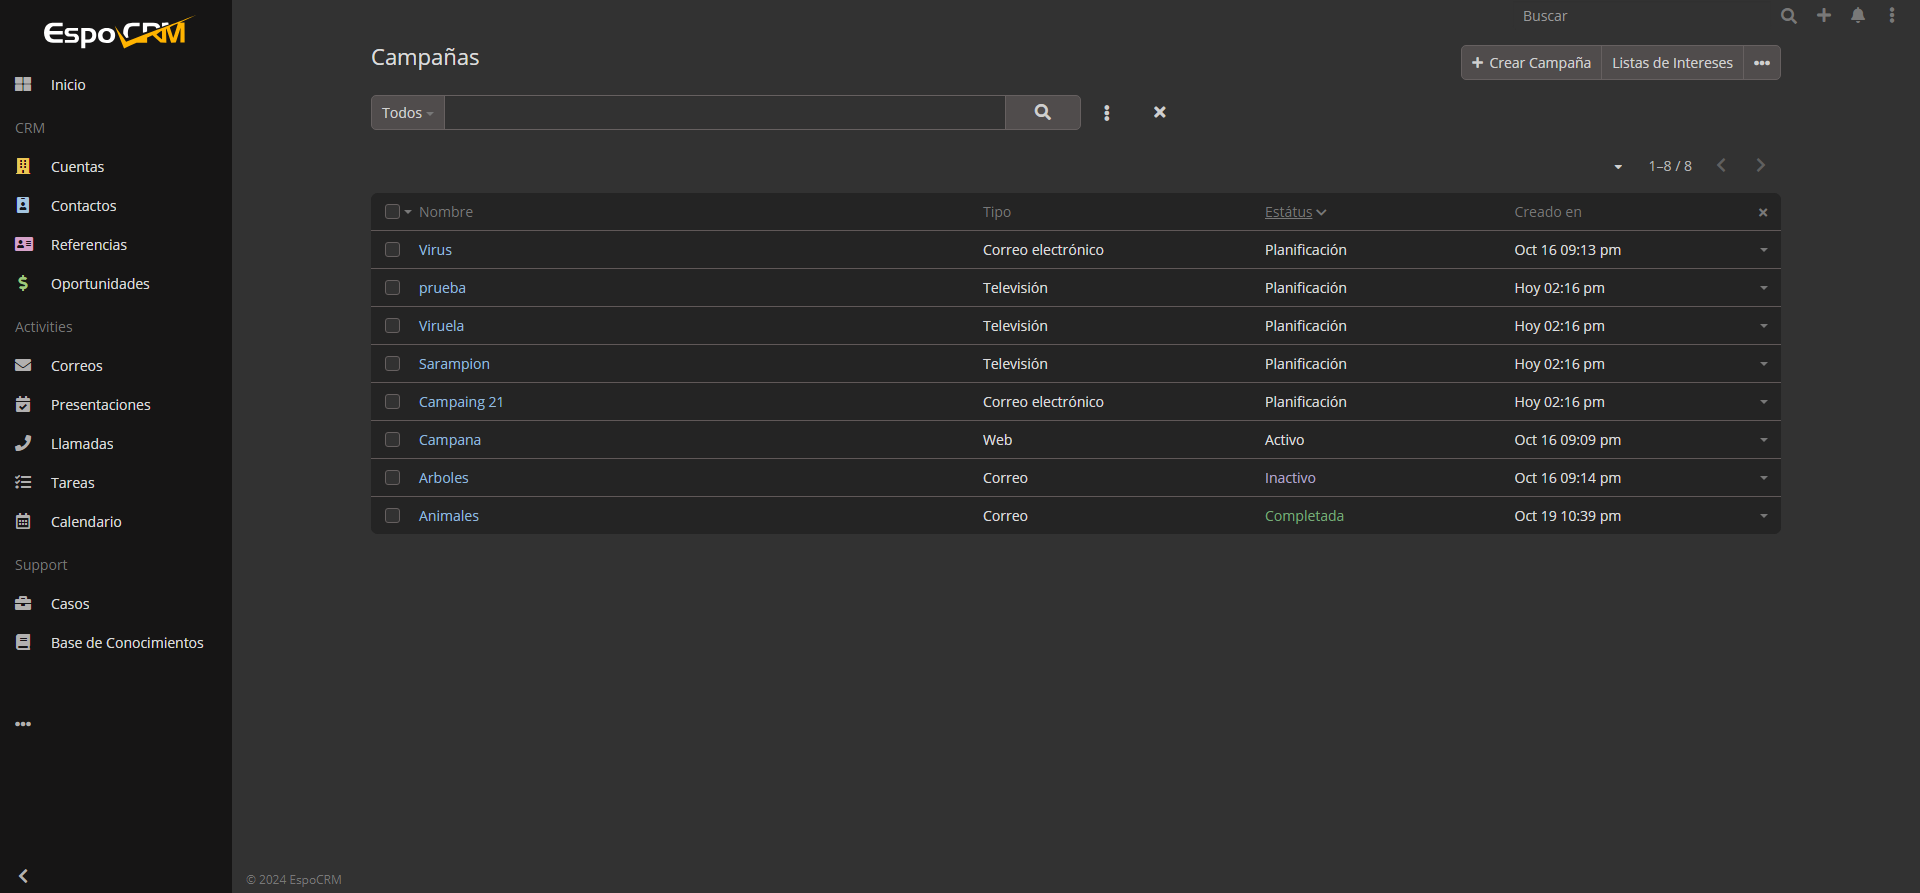 EspoCRM
Buscar
Inicio
CRM
Cuentas
Contactos
Referencias
Oportunidades
Activities
Correos
Presentaciones
Llamadas
Tareas
Calendario
Support
Casos
Base de Conocimientos
Campañas
Crear Campaña Listas de Intereses
Todos
1–8 / 8
Nombre Tipo Estátus Creado en
Virus Correo electrónico Planificación Oct 16 09:13 pm
prueba Televisión Planificación Hoy 02:16 pm
Viruela Televisión Planificación Hoy 02:16 pm
Sarampion Televisión Planificación Hoy 02:16 pm
Campaing 21 Correo electrónico Planificación Hoy 02:16 pm
Campana Web Activo Oct 16 09:09 pm
Arboles Correo Inactivo Oct 16 09:14 pm
Animales Correo Completada Oct 19 10:39 pm
© 2024 EspoCRM